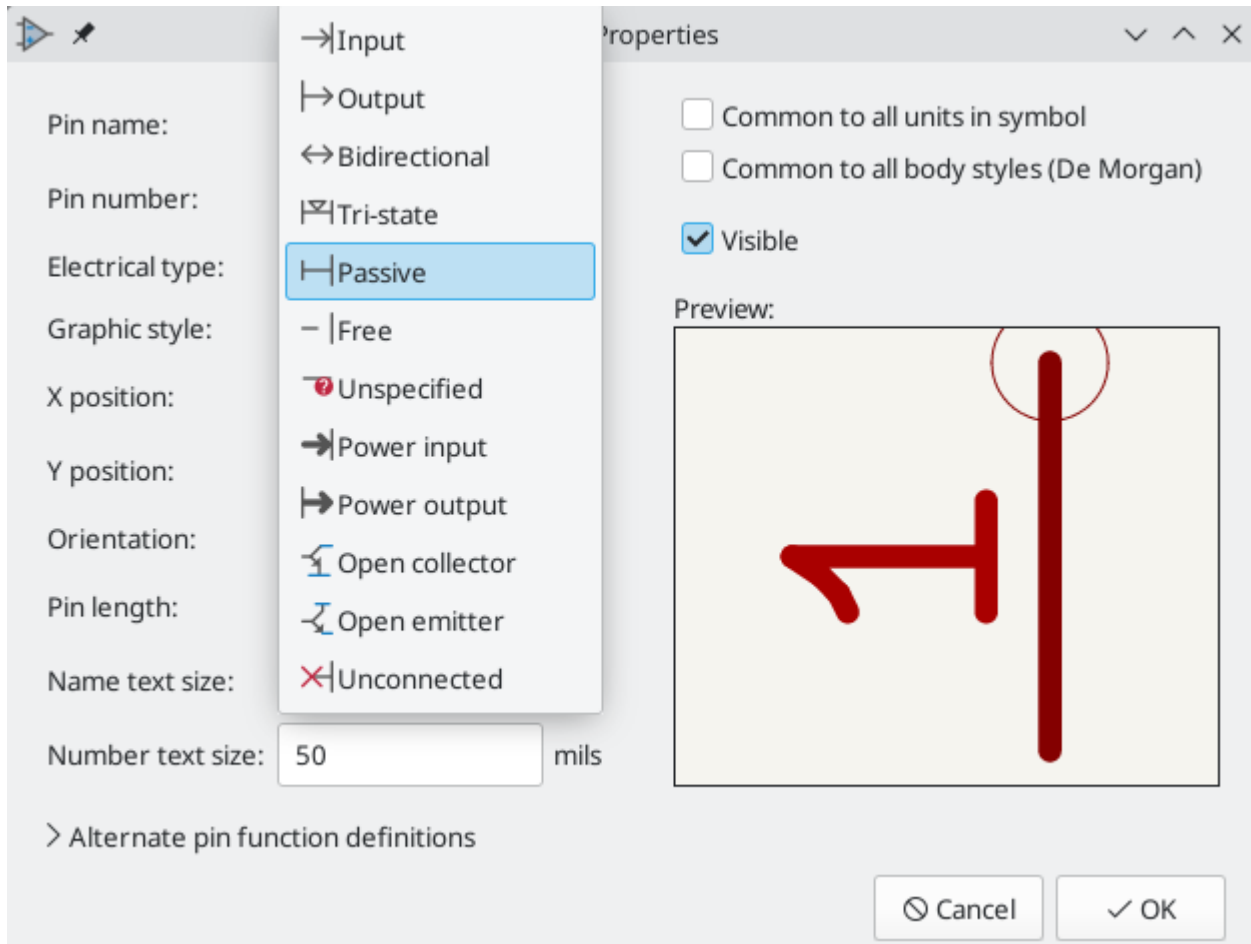 Properties
Pin name:
Pin number:
Electrical type:
Graphic style:
X position:
Y position:
Orientation:
Pin length:
Name text size:
Number text size: 50 mils
Input
Output
Bidirectional
Tri-state
Passive
Free
Unspecified
Power input
Power output
Open collector
Open emitter
Unconnected
Common to all units in symbol
Common to all body styles (De Morgan)
Visible
Preview:
1
Alternate pin function definitions
Cancel
OK